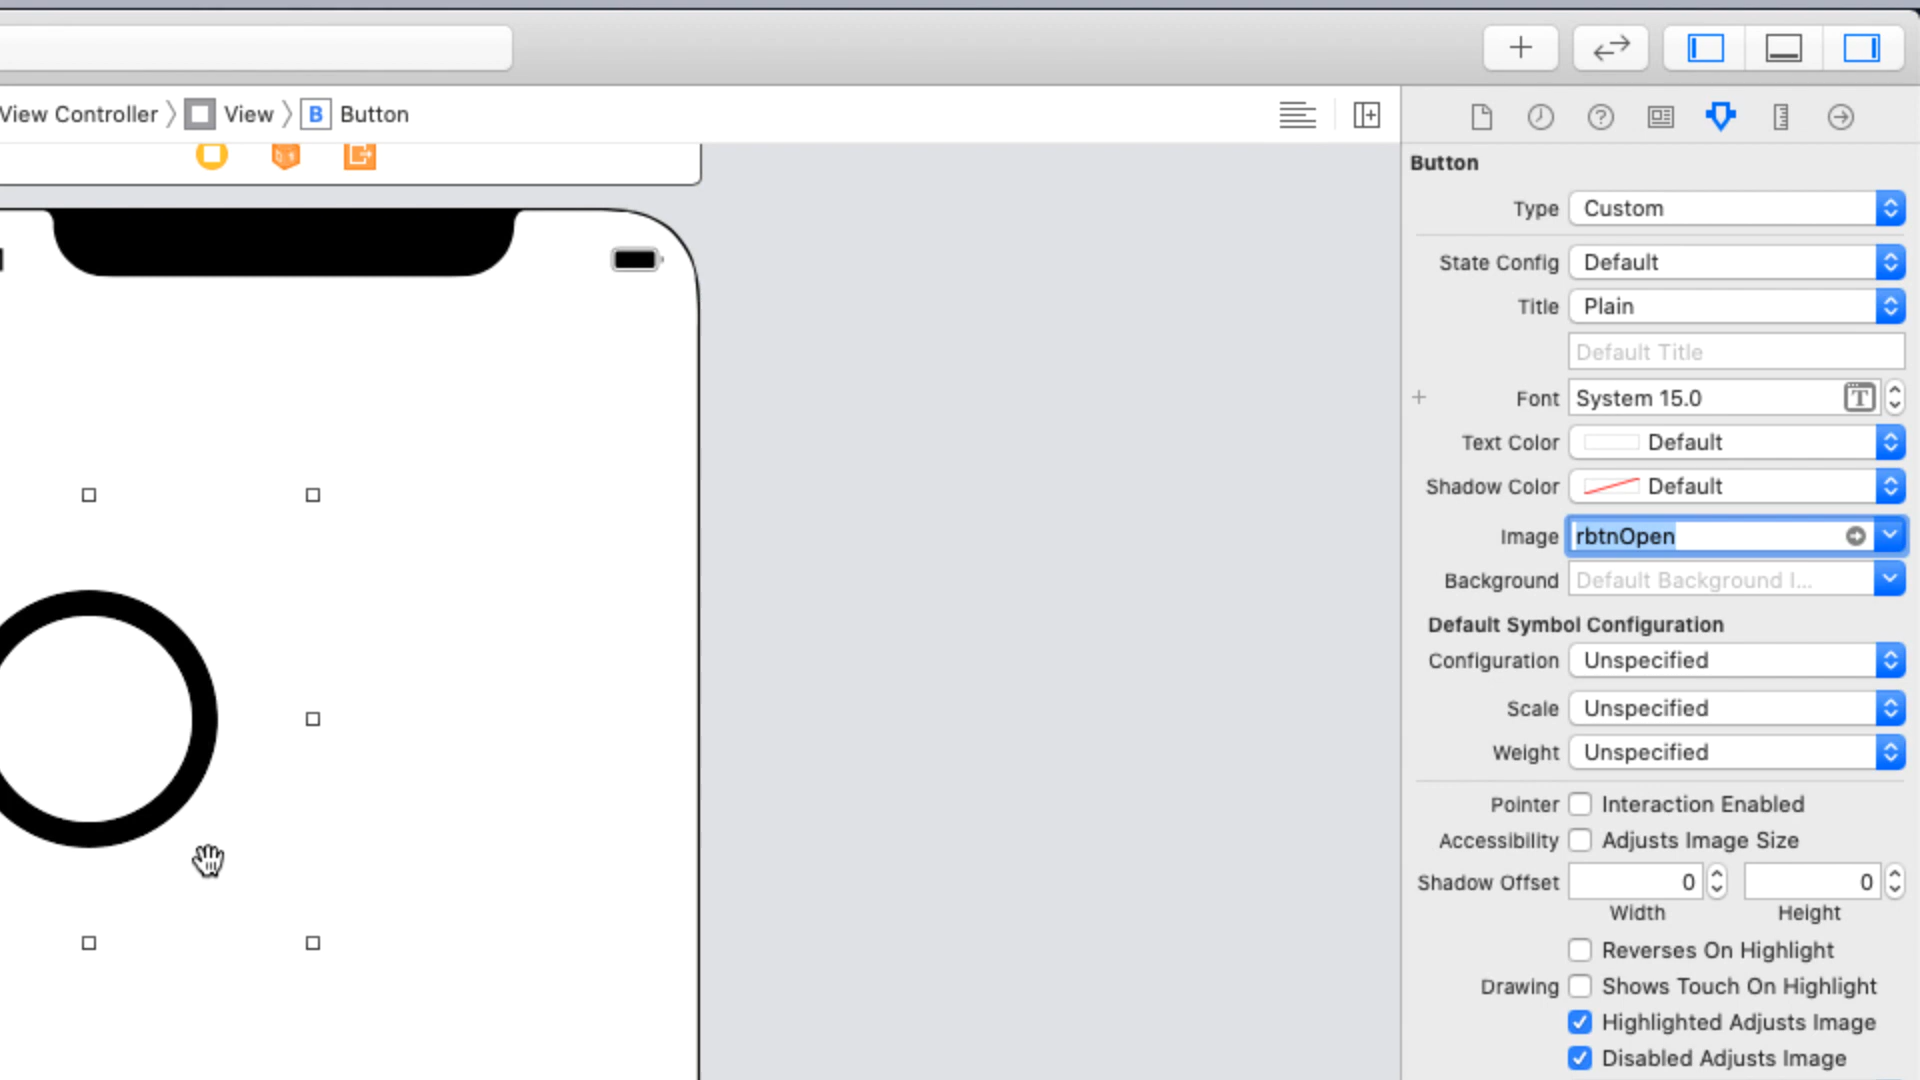 View Controller 〉 View 〉 B Button
Button
Type Custom
State Config Default
Title Plain
Default Title
+ Font System 15.0 T
Text Color Default
Shadow Color Default
Image rbtnOpen
Background Default Background I...
Default Symbol Configuration
Configuration Unspecified
Scale Unspecified
Weight Unspecified
Pointer Interaction Enabled
Accessibility Adjusts Image Size
Shadow Offset 0 0
Width Height
Reverses On Highlight
Drawing Shows Touch On Highlight
Highlighted Adjusts Image
Disabled Adjusts Image